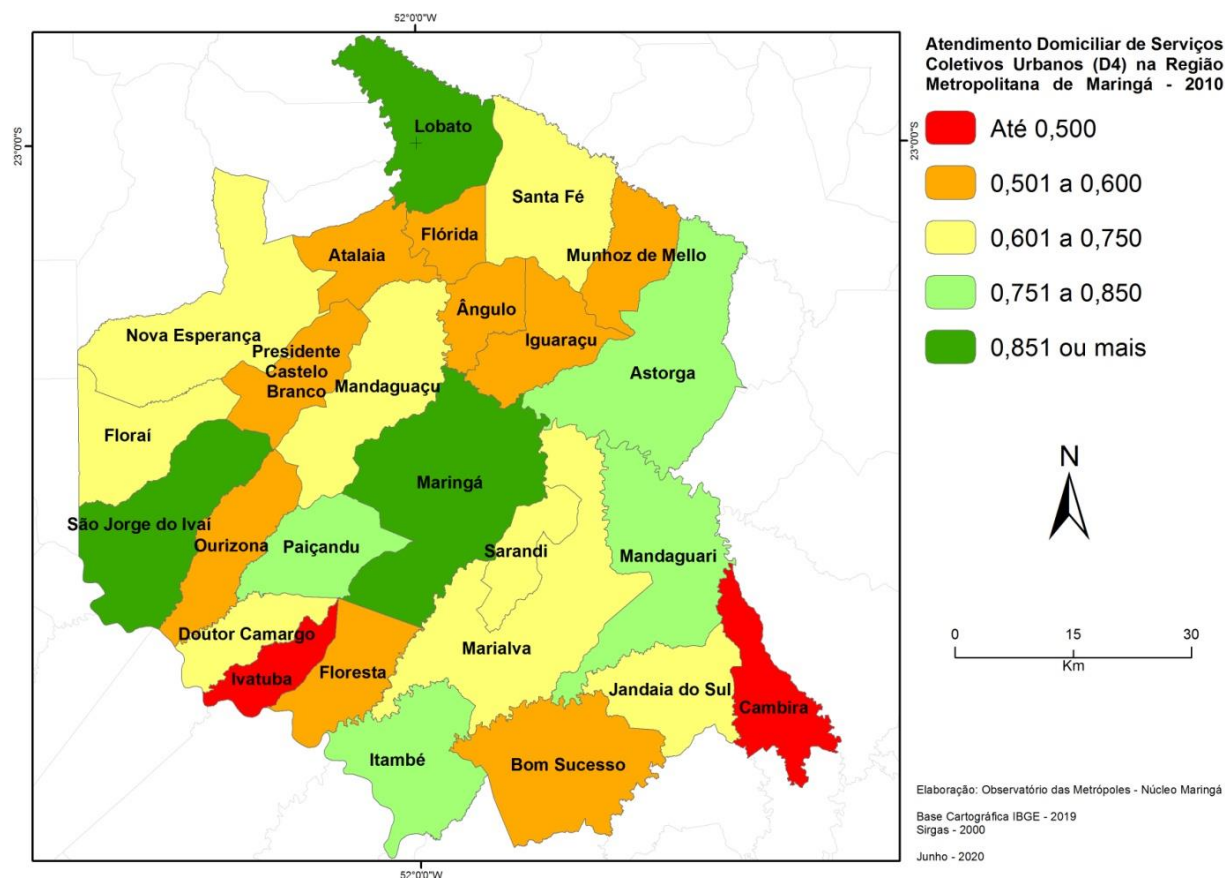 52°0'0"W
Atendimento Domiciliar de Serviços
Coletivos Urbanos (D4) na Região
Metropolitana de Maringá - 2010
Até 0,500
0,501 a 0,600
0,601 a 0,750
0,751 a 0,850
0,851 ou mais
23°0'0"S
23°0'0"S
Lobato
Santa Fé
Flórida
Atalaia
Munhoz de Mello
Ângulo
Iguaraçu
Nova Esperança
Presidente
Castelo
Branco
Mandaguaçu
Astorga
Floraí
Maringá
São Jorge do Ivaí
Ourizona
Paiçandu
Sarandi
Mandaguari
Doutor Camargo
Marialva
Ivatuba
Floresta
Jandaia do Sul
Cambira
Itambé
Bom Sucesso
N
0 15 30
Km
Elaboração: Observatório das Metrópoles - Núcleo Maringá
Base Cartográfica IBGE - 2019
Sirgas - 2000
Junho - 2020
52°0'0"W